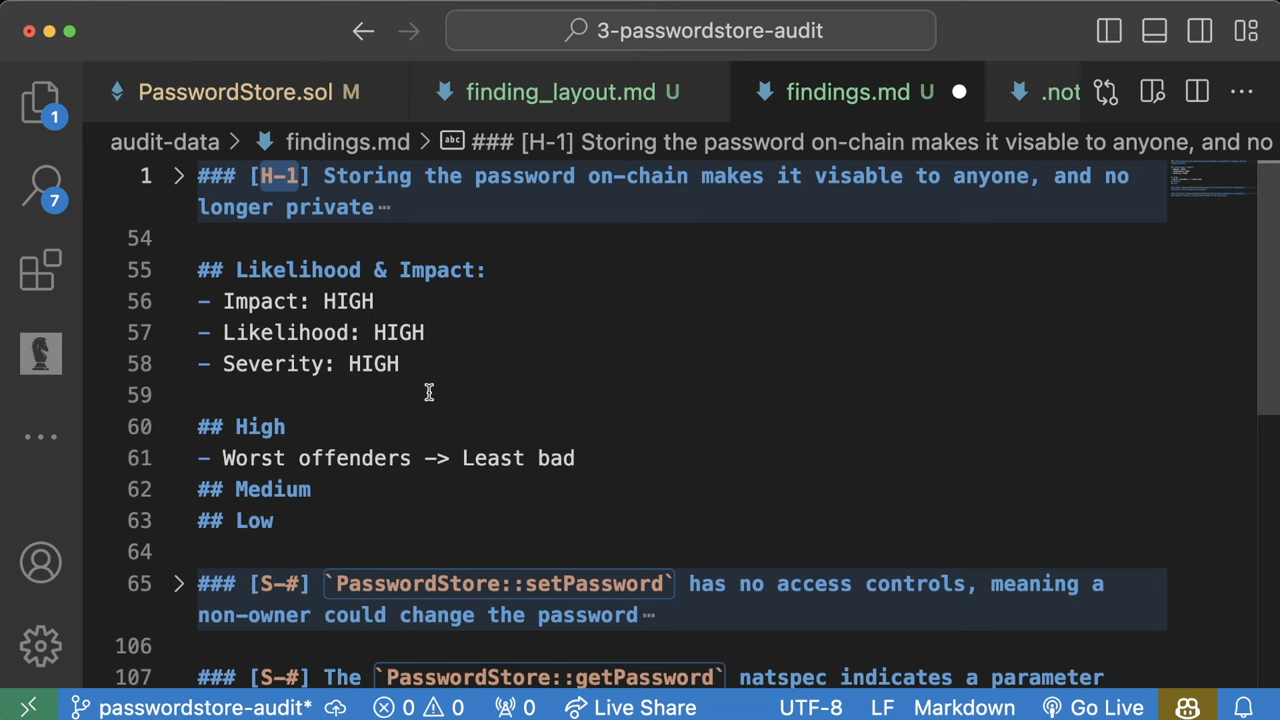 3-passwordstore-audit
PasswordStore.sol M
finding_layout.md U
findings.md U
.not
audit-data > findings.md > ### [H-1] Storing the password on-chain makes it visable to anyone, and no
1 ### [H-1] Storing the password on-chain makes it visable to anyone, and no
longer private…
54
55 ## Likelihood & Impact:
56 - Impact: HIGH
57 - Likelihood: HIGH
58 - Severity: HIGH
59
60 ## High
61 - Worst offenders -> Least bad
62 ## Medium
63 ## Low
64
65 ### [S-#] `PasswordStore::setPassword` has no access controls, meaning a
non-owner could change the password…
106
107 ### [S-#] The `PasswordStore::getPassword` natspec indicates a parameter
1
7
passwordstore-audit* 0 0 0 Live Share UTF-8 LF Markdown Go Live